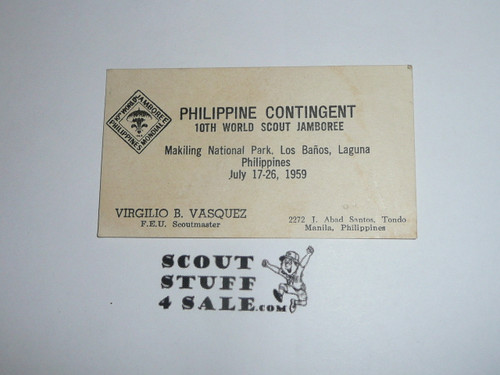 10TH WORLD JAMBOREE
PHILIPPINES MONDIAL
PHILIPPINE CONTINGENT
10TH WORLD SCOUT JAMBOREE
Makiling National Park, Los Baños, Laguna
Philippines
July 17-26, 1959
VIRGILIO B. VASQUEZ
F.E.U. Scoutmaster
2272 J. Abad Santos, Tondo
Manila, Philippines
SCOUT
STUFF
4 SALE.COM